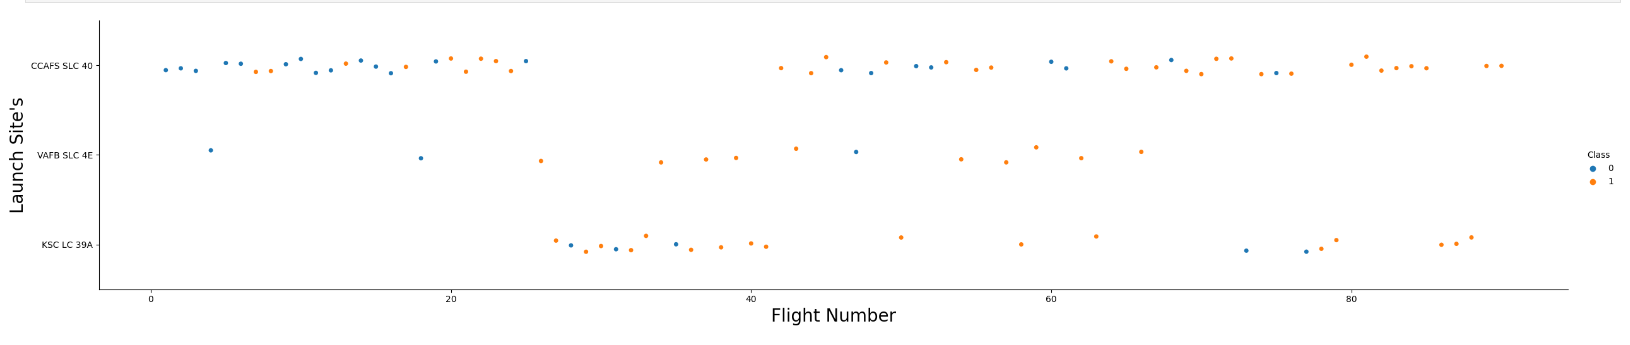 CCAFS SLC 40
VAFB SLC 4E
KSC LC 39A
Launch Site's
0 20 40 60 80
Flight Number
Class
0
1